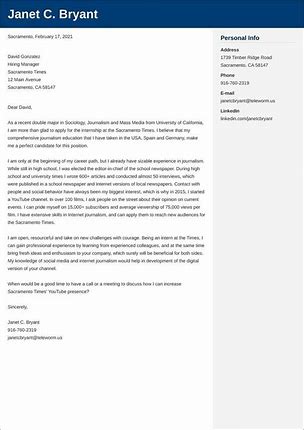 Janet C. Bryant
Sacramento, February 17, 2021
David Gonzalez
Hiring Manager
Sacramento Times
12 Main Avenue
Sacramento, CA 58147
Dear David,
As a recent double major in Sociology, Journalism and Mass Media from University of California,
I am more than glad to apply for the internship at the Sacramento Times. I believe that my
comprehensive journalism education that I have taken in the USA, Spain and Germany, make
me a perfect candidate for this position.
I am only at the beginning of my career path, but I already have sizable experience in journalism.
While still in high school, I was elected the editor-in-chief of the school newspaper. During high
school and university times I wrote 600+ articles and conducted almost 50 interviews, which
were published in a school newspaper and Internet versions of local newspapers. Contact with
people and social behavior have always been my biggest interest, which is why in 2015, I started
a YouTube channel. In over 100 films, I ask people on the street about their opinion on current
events. I can pride myself on 15,000+ subscribers and average viewership of 75,000 views per
film. I have extensive skills in Internet journalism, and can apply them to reach new audiences for
the Sacramento Times.
I am open, resourceful and take on new challenges with courage. Being an intern at the Times, I
can gain professional experience by learning from experienced colleagues, and at the same time
bring fresh ideas and enthusiasm to your company, which surely will be beneficial for both sides.
My knowledge of social media and internet journalism would help in development of the digital
version of your channel.
When would be a good time to have a call or a meeting to discuss how I can increase
Sacramento Times' YouTube presence?
Sincerely,
Janet C. Bryant
916-760-2319
janetcbryant@teleworm.us
Personal Info
Address
1739 Timber Ridge Road
Sacramento, CA 58147
Phone
916-760-2319
E-mail
janetcbryant@teleworm.us
LinkedIn
linkedin.com/janetcbryant